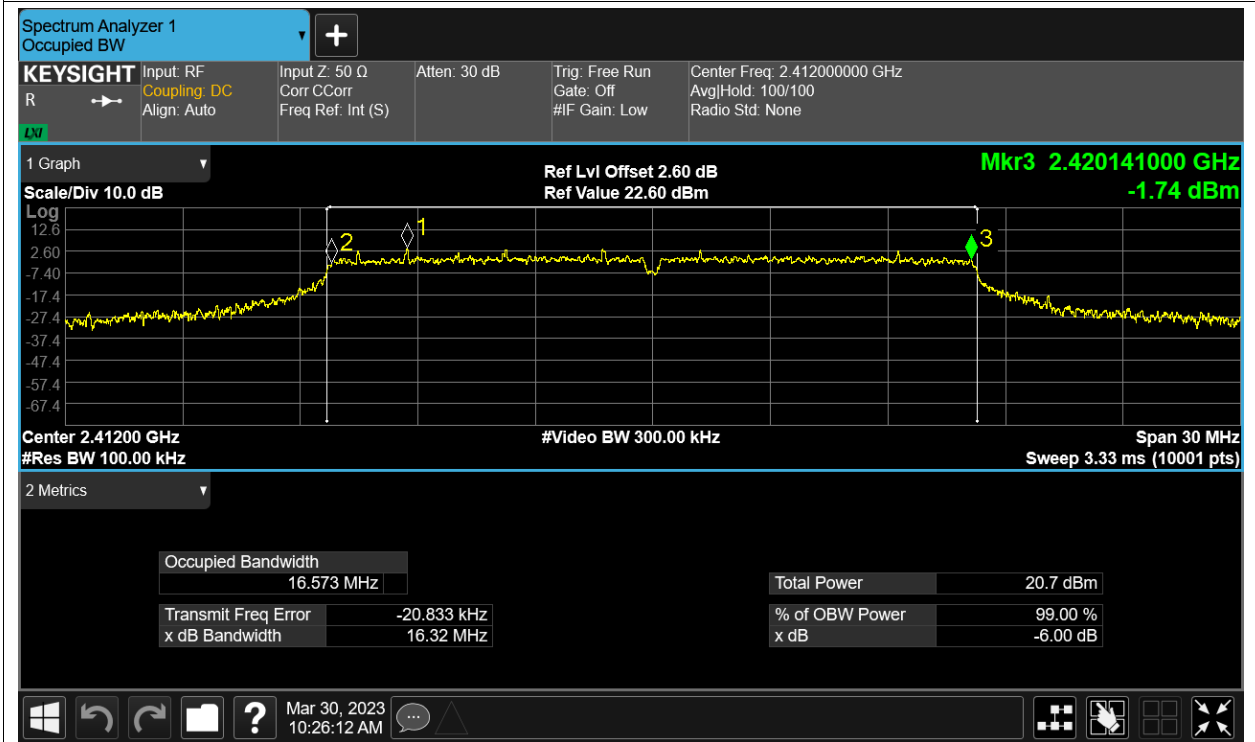 Spectrum Analyzer 1
Occupied BW
+
KEYSIGHT
R
LXI
Input: RF
Coupling: DC
Align: Auto
Input Z: 50 Ω
Corr CCorr
Freq Ref: Int (S)
Atten: 30 dB
Trig: Free Run
Gate: Off
#IF Gain: Low
Center Freq: 2.412000000 GHz
Avg|Hold: 100/100
Radio Std: None
1 Graph
Scale/Div 10.0 dB
Ref Lvl Offset 2.60 dB
Ref Value 22.60 dBm
Mkr3 2.420141000 GHz
-1.74 dBm
Log
12.6
2.60
-7.40
-17.4
-27.4
-37.4
-47.4
-57.4
-67.4
2
1
3
Center 2.41200 GHz
#Res BW 100.00 kHz
#Video BW 300.00 kHz
Span 30 MHz
Sweep 3.33 ms (10001 pts)
2 Metrics
Occupied Bandwidth
16.573 MHz
Transmit Freq Error -20.833 kHz
x dB Bandwidth 16.32 MHz
Total Power 20.7 dBm
% of OBW Power 99.00 %
x dB -6.00 dB
?
Mar 30, 2023
10:26:12 AM